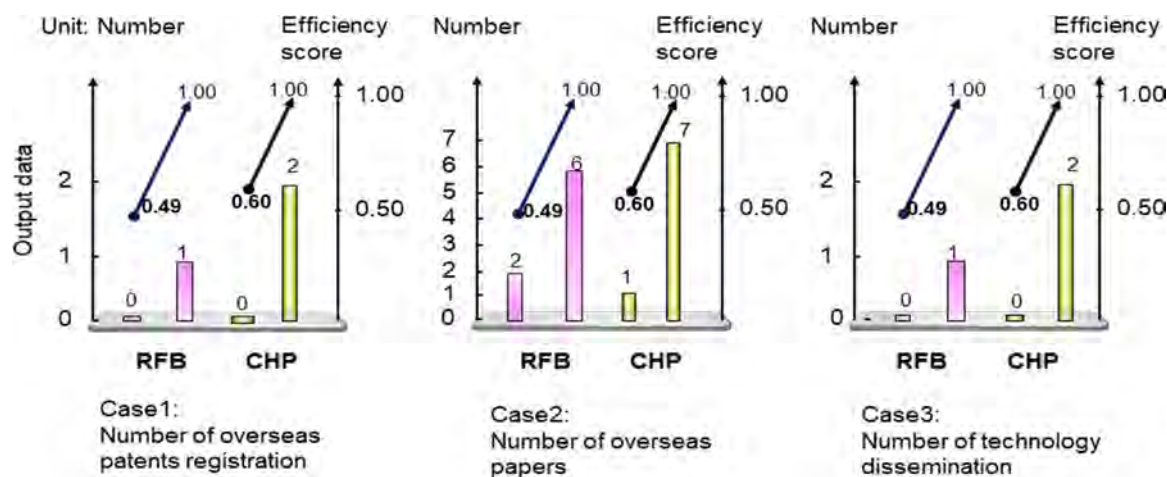 Unit: Number
Efficiency
score
Output data
2
1
0
1.00
0.50
1.00
1.00
0.49
0.60
0
1
0
2
RFB CHP
Case1:
Number of overseas
patents registration
Number
Efficiency
score
7
6
5
4
3
2
1
0
1.00
0.50
1.00
1.00
0.49
0.60
2
6
1
7
RFB CHP
Case2:
Number of overseas
papers
Number
Efficiency
score
2
1
0
1.00
0.50
1.00
1.00
0.49
0.60
0
1
0
2
RFB CHP
Case3:
Number of technology
dissemination